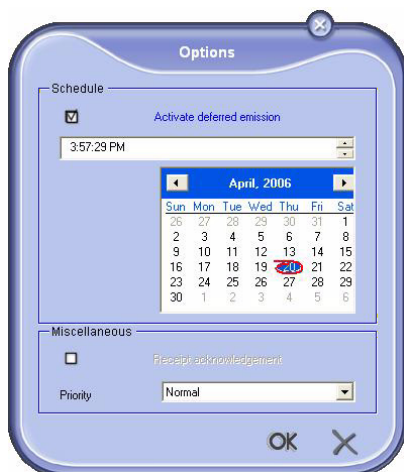 Options
Schedule
Activate deferred emission
3:57:29 PM
April, 2006
Sun Mon Tue Wed Thu Fri Sat
26 27 28 29 30 31 1
2 3 4 5 6 7 8
9 10 11 12 13 14 15
16 17 18 19 20 21 22
23 24 25 26 27 28 29
30 1 2 3 4 5 6
Miscellaneous
Receipt acknowledgement
Priority Normal
OK